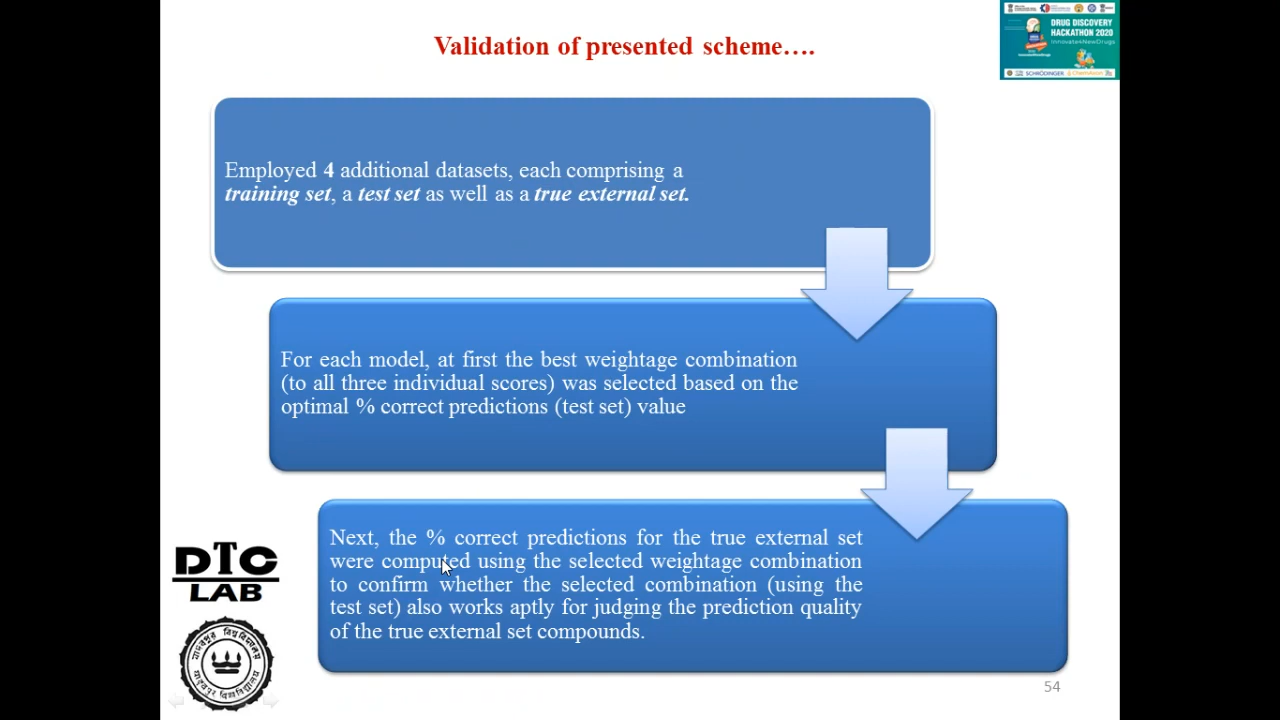 Validation of presented scheme….
DRUG DISCOVERY
HACKATHON 2020
SCHRÖDINGER
Employed 4 additional datasets, each comprising a
training set, a test set as well as a true external set.
For each model, at first the best weightage combination
(to all three individual scores) was selected based on the
optimal % correct predictions (test set) value
Next, the % correct predictions for the true external set
were computed using the selected weightage combination
to confirm whether the selected combination (using the
test set) also works aptly for judging the prediction quality
of the true external set compounds.
DTC
LAB
54